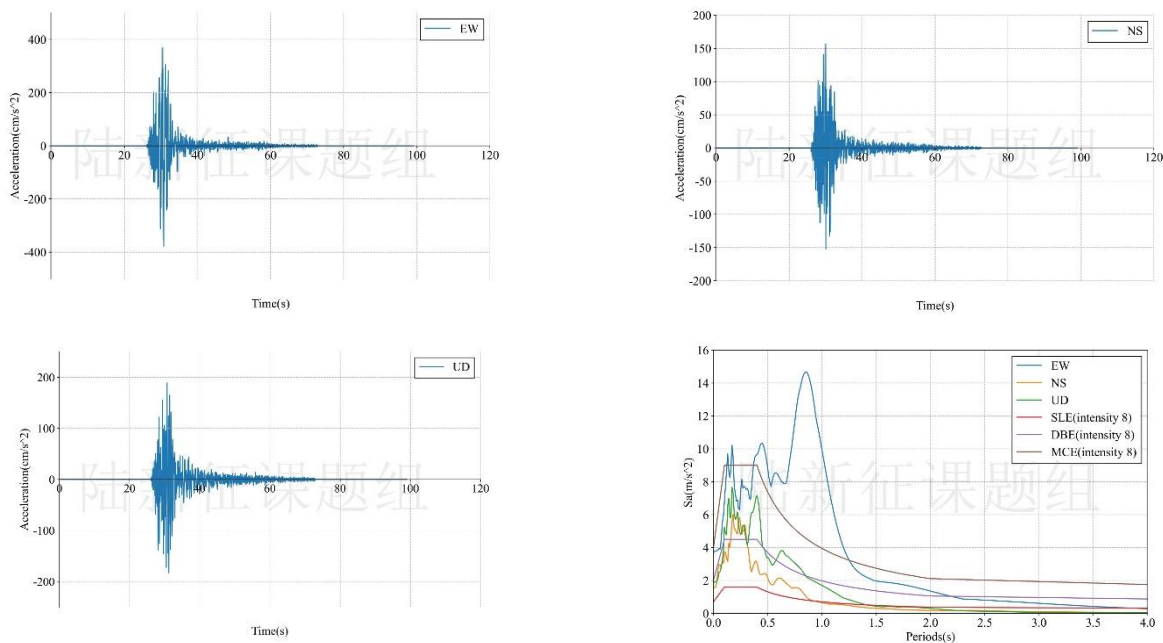 400
200
0
-200
-400
Acceleration(cm/s^2)
EW
陆新征课题组
0 20 40 60 80 100 120
Time(s)
200
150
100
50
0
-50
-100
-150
-200
Acceleration(cm/s^2)
NS
陆新征课题组
0 20 40 60 80 100 120
Time(s)
200
100
0
-100
-200
Acceleration(cm/s^2)
UD
陆新征课题组
0 20 40 60 80 100 120
Time(s)
16
14
12
10
8
6
4
2
0
Sa(m/s^2)
EW
NS
UD
SLE(intensity 8)
DBE(intensity 8)
MCE(intensity 8)
陆新征课题组
0.0 0.5 1.0 1.5 2.0 2.5 3.0 3.5 4.0
Periods(s)